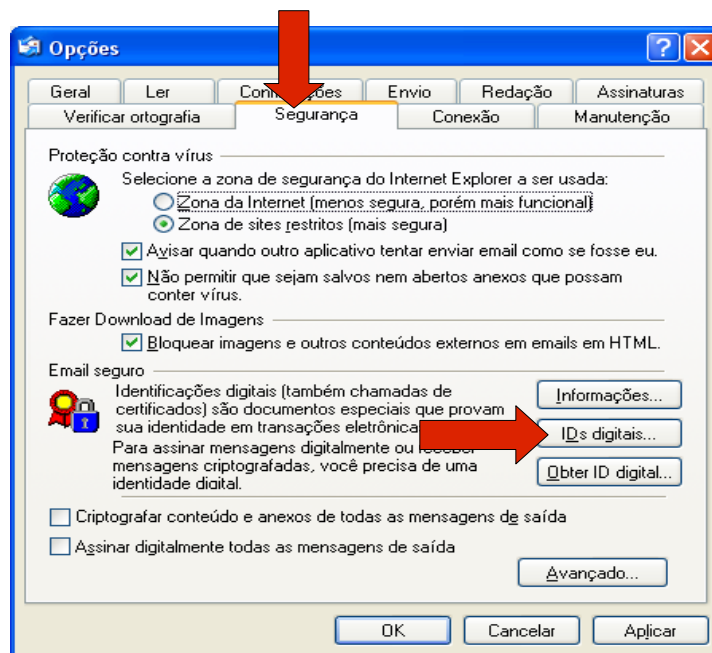 Opções
Geral Ler Envio Redação Assinaturas
Verificar ortografia Segurança Conexão Manutenção
Proteção contra vírus
Selecione a zona de segurança do Internet Explorer a ser usada:
Zona da Internet (menos segura, porém mais funcional)
Zona de sites restritos (mais segura)
Avisar quando outro aplicativo tentar enviar email como se fosse eu.
Não permitir que sejam salvos nem abertos anexos que possam
conter vírus.
Fazer Download de Imagens
Bloquear imagens e outros conteúdos externos em emails em HTML.
Email seguro
Identificações digitais (também chamadas de
certificados) são documentos especiais que provam
sua identidade em transações
Para assinar mensagens digitalmente ou receber
mensagens criptografadas, você precisa de uma
identidade digital.
Informações...
IDs digitais...
Obter ID digital...
Criptografar conteúdo e anexos de todas as mensagens de saída
Assinar digitalmente todas as mensagens de saída
Avançado...
OK Cancelar Aplicar